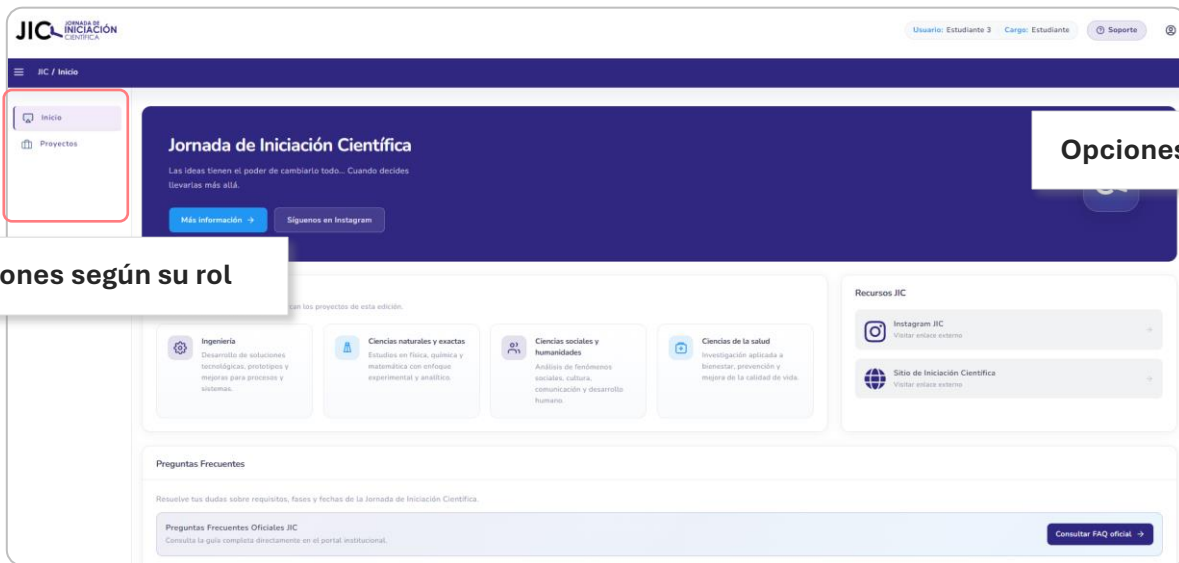 JIC JORNADA DE
INICIACIÓN
CIENTÍFICA
Usuario: Estudiante 3 Cargo: Estudiante
Soporte
JIC / Inicio
Inicio
Proyectos
Jornada de Iniciación Científica
Las ideas tienen el poder de cambiarlo todo... Cuando decides
llevarlas más allá.
Más información →
Síguenos en Instagram
Opciones
ones según su rol
can los proyectos de esta edición.
Ingeniería
Desarrollo de soluciones
tecnológicas, prototipos y
mejoras para procesos y
sistemas.
Ciencias naturales y exactas
Estudios en física, química y
matemática con enfoque
experimental y analítico.
Ciencias sociales y
humanidades
Análisis de fenómenos
sociales, cultura,
comunicación y desarrollo
humano.
Ciencias de la salud
Investigación aplicada a
bienestar, prevención y
mejora de la calidad de vida.
Recursos JIC
Instagram JIC
Visitar enlace externo
Sitio de Iniciación Científica
Visitar enlace externo
Preguntas Frecuentes
Resuelve tus dudas sobre requisitos, fases y fechas de la Jornada de Iniciación Científica.
Preguntas Frecuentes Oficiales JIC
Consulta la guía completa directamente en el portal institucional.
Consultar FAQ oficial →